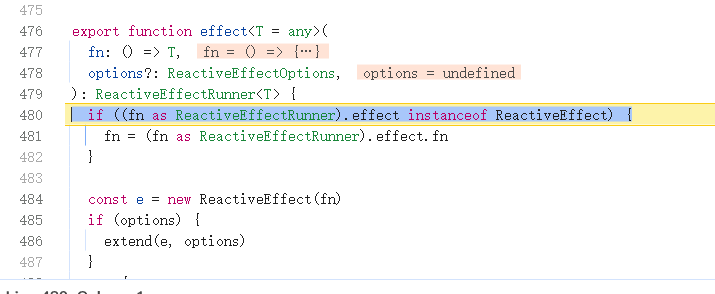 475
476 export function effect<T = any>(
477 fn: () => T, fn = () => {…}
478 options?: ReactiveEffectOptions, options = undefined
479 ): ReactiveEffectRunner<T> {
480 if ((fn as ReactiveEffectRunner).effect instanceof ReactiveEffect) {
481 fn = (fn as ReactiveEffectRunner).effect.fn
482 }
483
484 const e = new ReactiveEffect(fn)
485 if (options) {
486 extend(e, options)
487 }